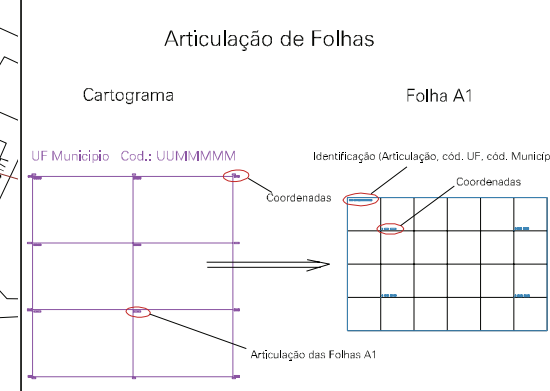 Articulação de Folhas
Cartograma
Folha A1
UF Municipio Cod.: UUMMMMM
Identificação (Articulação, cód. UF, cód. Municíp
Coordenadas
Coordenadas
Articulação das Folhas A1